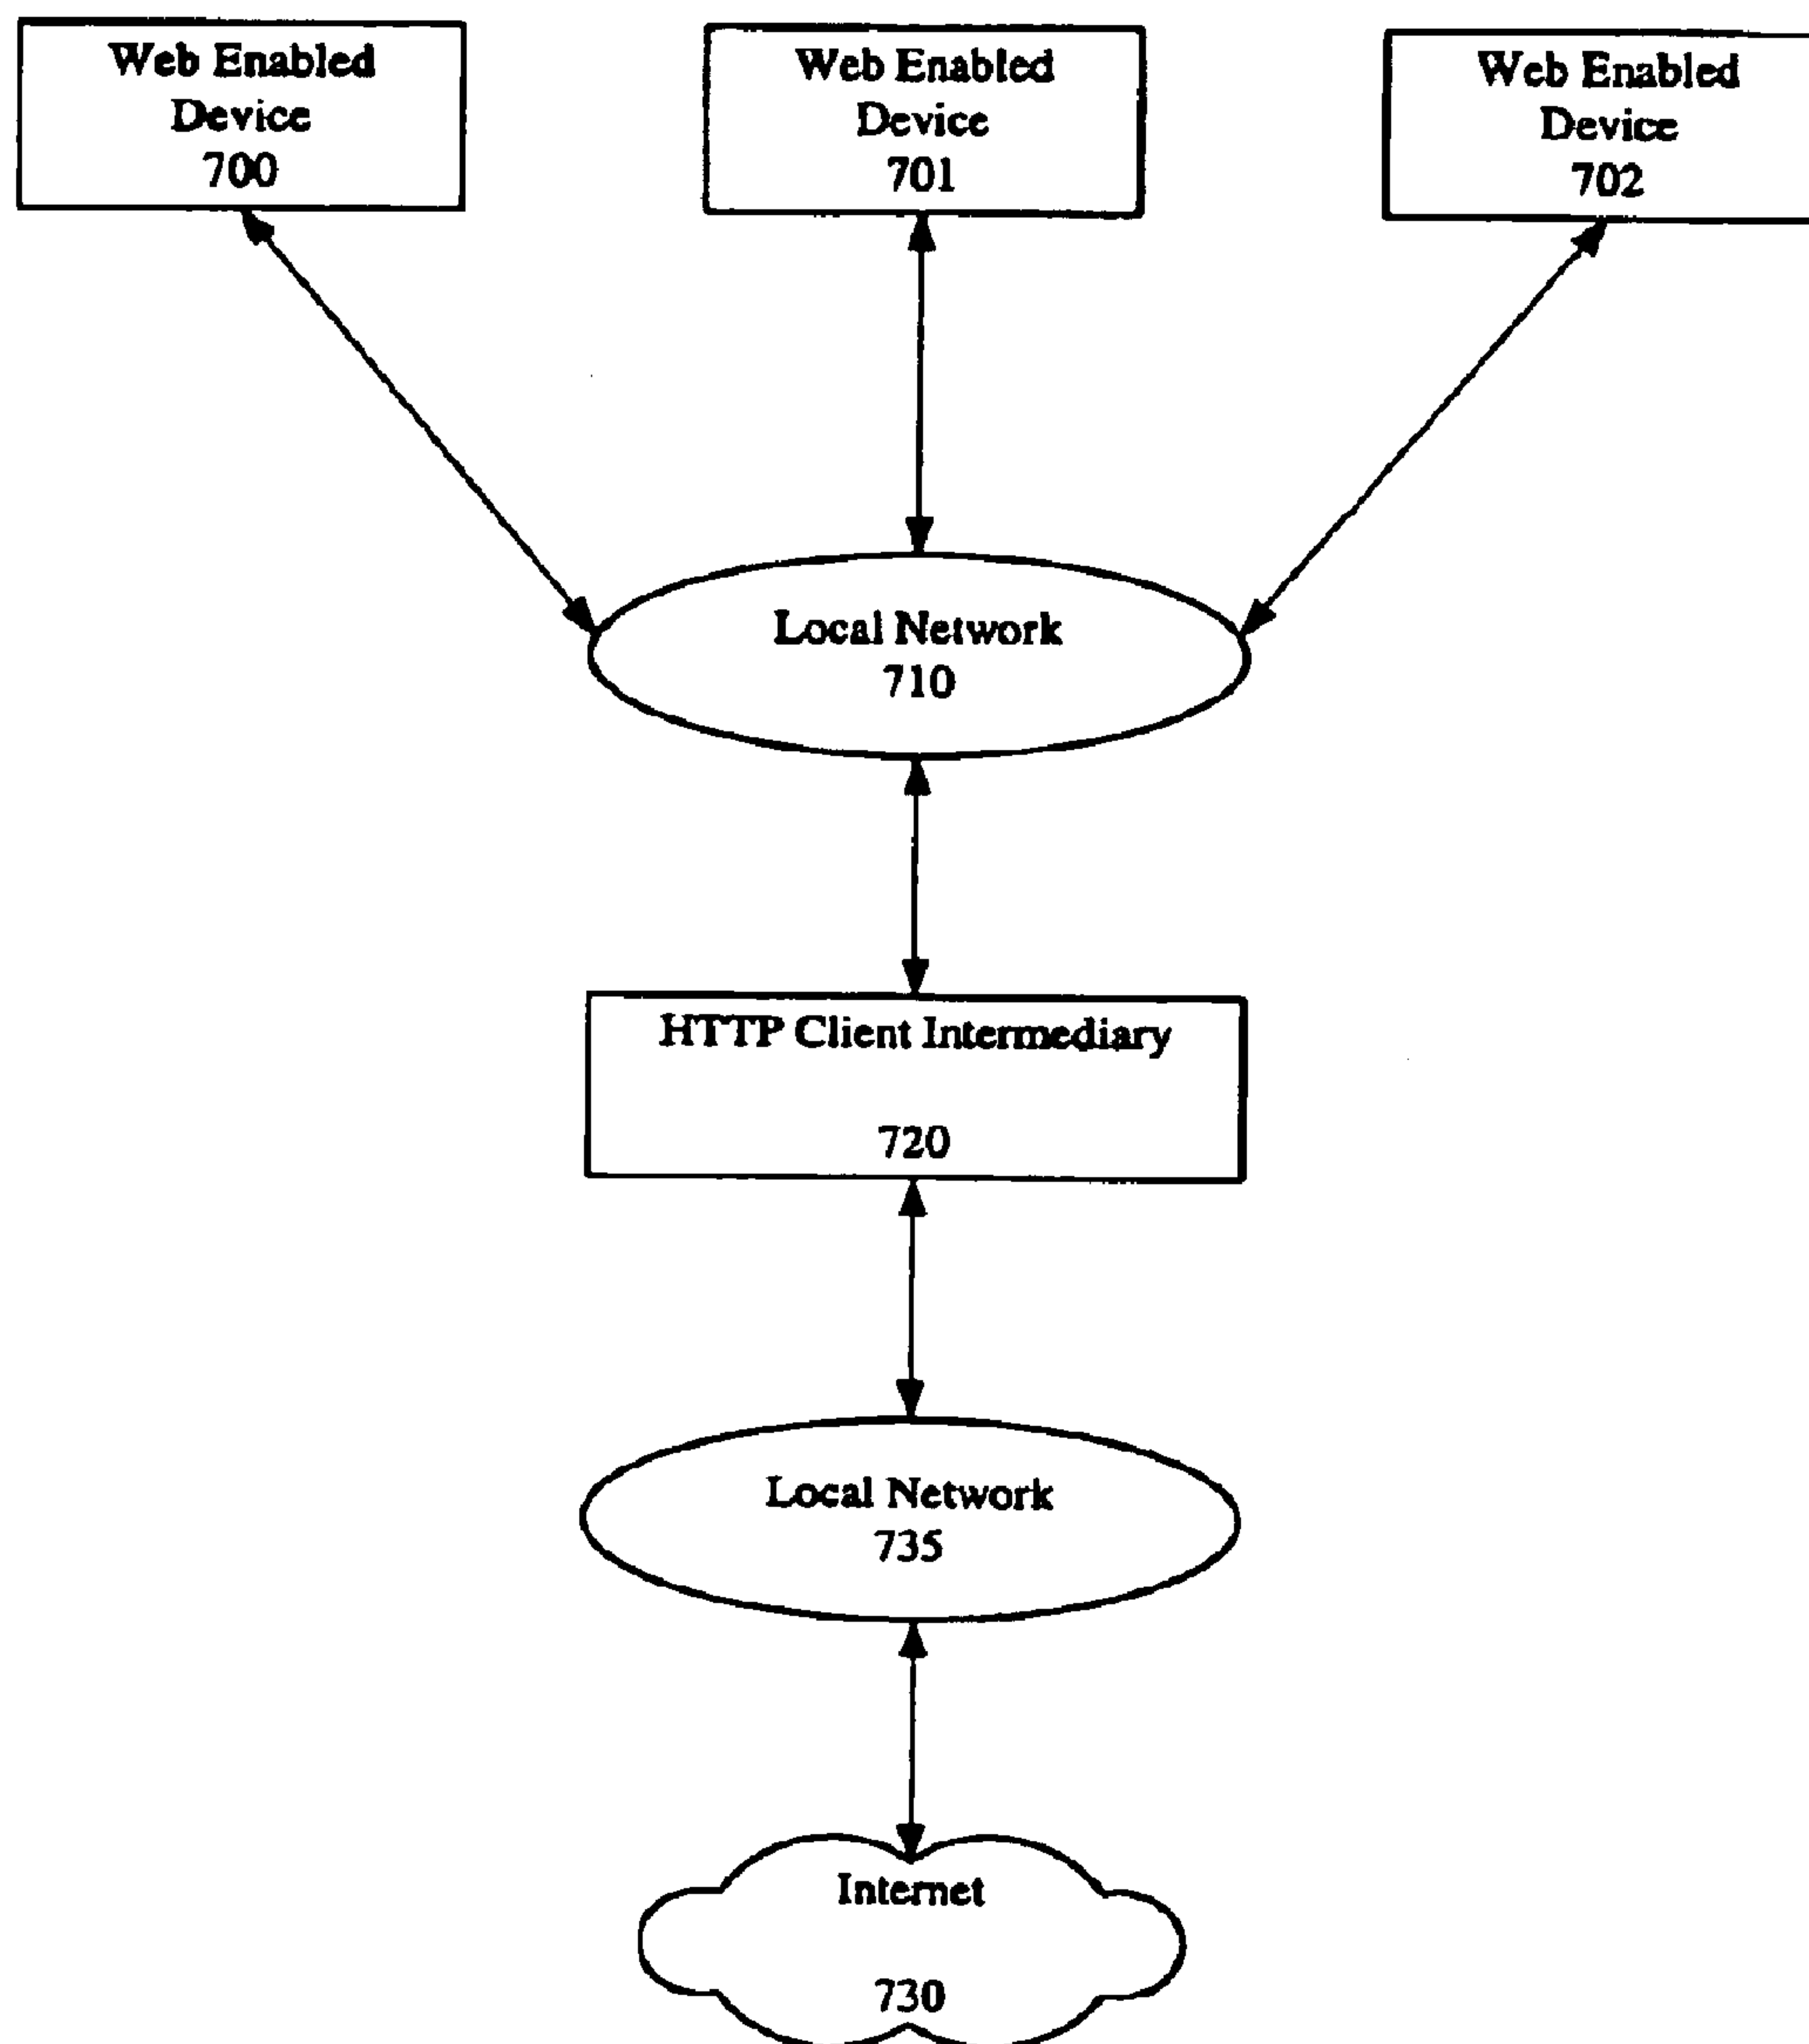 Web Enabled
Device
700
Web Enabled
Device
701
Web Enabled
Device
702
Local Network
710
HTTP Client Intermediary
720
Local Network
735
Internet
730